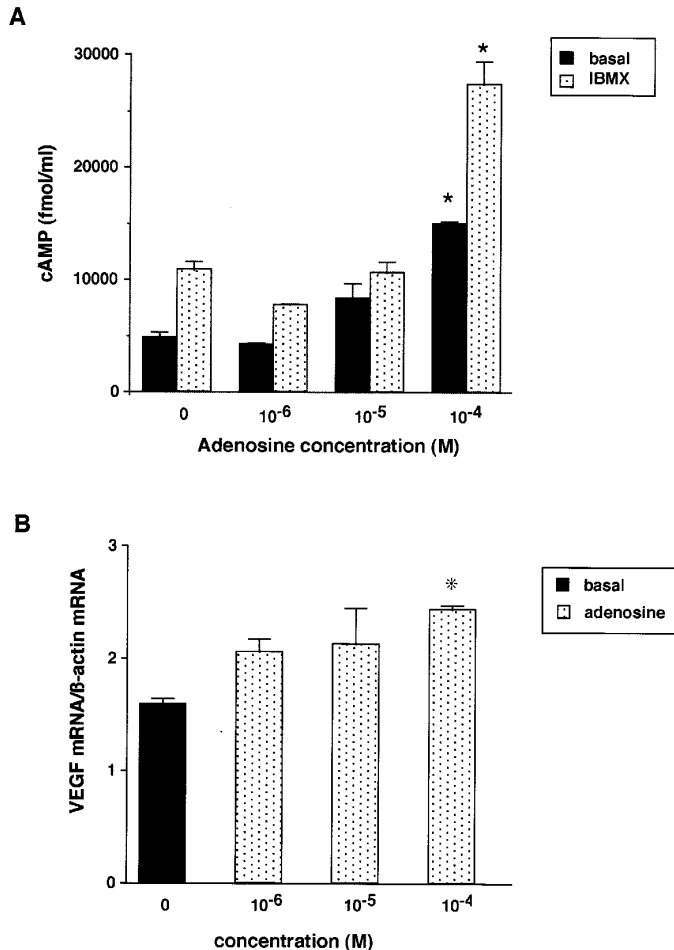 A
30000
20000
10000
0
cAMP (fmol/ml)
*
*
basal
IBMX
0 10⁻⁶ 10⁻⁵ 10⁻⁴
Adenosine concentration (M)
B
3
2
1
0
VEGF mRNA/ß-actin mRNA
*
basal
adenosine
0 10⁻⁶ 10⁻⁵ 10⁻⁴
concentration (M)